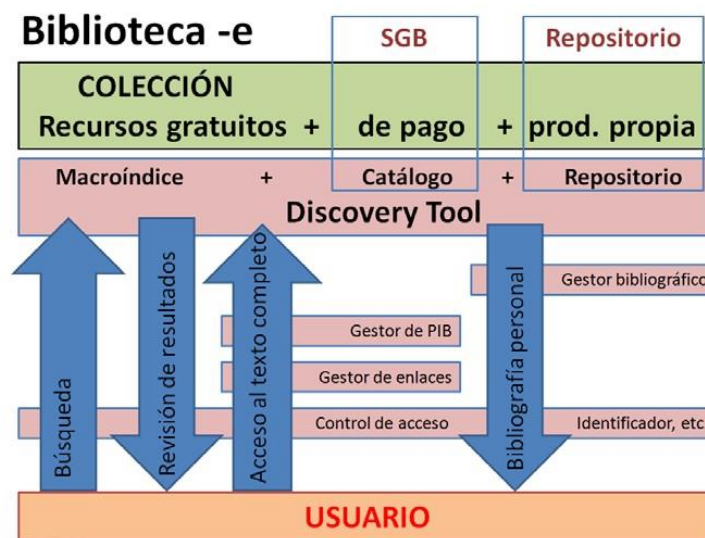 Biblioteca -e
SGB
Repositorio
COLECCIÓN
Recursos gratuitos + de pago + prod. propia
Macroíndice + Catálogo + Repositorio
Discovery Tool
Búsqueda
Revisión de resultados
Acceso al texto completo
Bibliografía personal
Gestor bibliográfico
Gestor de PIB
Gestor de enlaces
Control de acceso
Identificador, etc
USUARIO